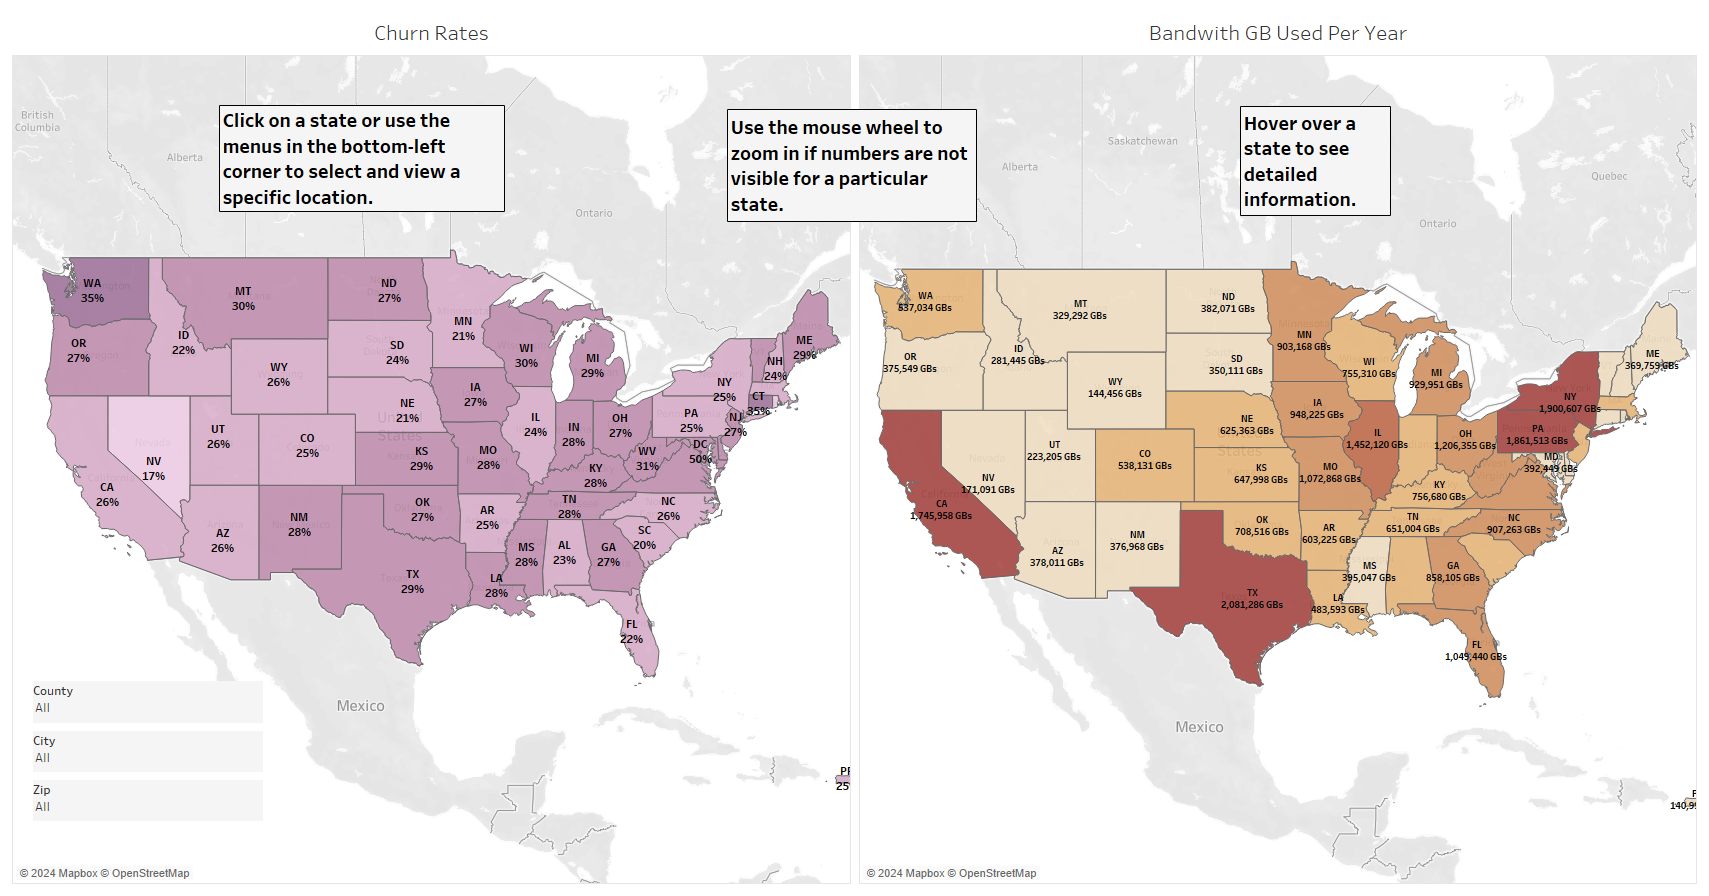 Churn Rates
Bandwith GB Used Per Year
British
Columbia
Alberta
Ontario
Click on a state or use the
menus in the bottom-left
corner to select and view a
specific location.
Use the mouse wheel to
zoom in if numbers are not
visible for a particular
state.
Hover over a
state to see
detailed
information.
WA
35%
MT
30%
ND
27%
MN
21%
OR
27%
ID
22%
SD
24%
WI
30%
MI
29%
ME
29%
NH
24%
WY
26%
NY
25%
CT
35%
IA
27%
NE
21%
PA
25%
NJ
27%
IL
24%
IN
28%
OH
27%
UT
26%
CO
25%
DC
50%
NV
17%
KS
29%
MO
28%
WV
31%
KY
28%
CA
26%
TN
28%
NC
26%
NM
28%
OK
27%
AR
25%
SC
20%
AZ
26%
MS
28%
AL
23%
GA
27%
TX
29%
LA
28%
FL
22%
Mexico
County
All
City
All
Zip
All
25
© 2024 Mapbox © OpenStreetMap
Alberta
Saskatchewan
Ontario
Quebec
WA
837,034 GBs
MT
329,292 GBs
ND
382,071 GBs
MN
903,168 GBs
OR
375,549 GBs
ID
281,445 GBs
SD
350,111 GBs
WI
755,310 GBs
MI
929,951 GBs
ME
369,759 GBs
WY
144,456 GBs
NY
1,900,607 GBs
IA
948,225 GBs
NE
625,363 GBs
PA
1,861,513 GBs
IL
1,452,120 GBs
OH
1,206,355 GBs
UT
223,205 GBs
CO
538,131 GBs
MD
392,449 GBs
NV
171,091 GBs
KS
647,998 GBs
MO
1,072,868 GBs
KY
756,680 GBs
CA
1,745,958 GBs
TN
651,004 GBs
NC
907,263 GBs
NM
376,968 GBs
OK
708,516 GBs
AR
603,225 GBs
AZ
378,011 GBs
MS
395,047 GBs
GA
858,105 GBs
TX
2,081,286 GBs
LA
483,593 GBs
FL
1,049,440 GBs
Mexico
© 2024 Mapbox © OpenStreetMap